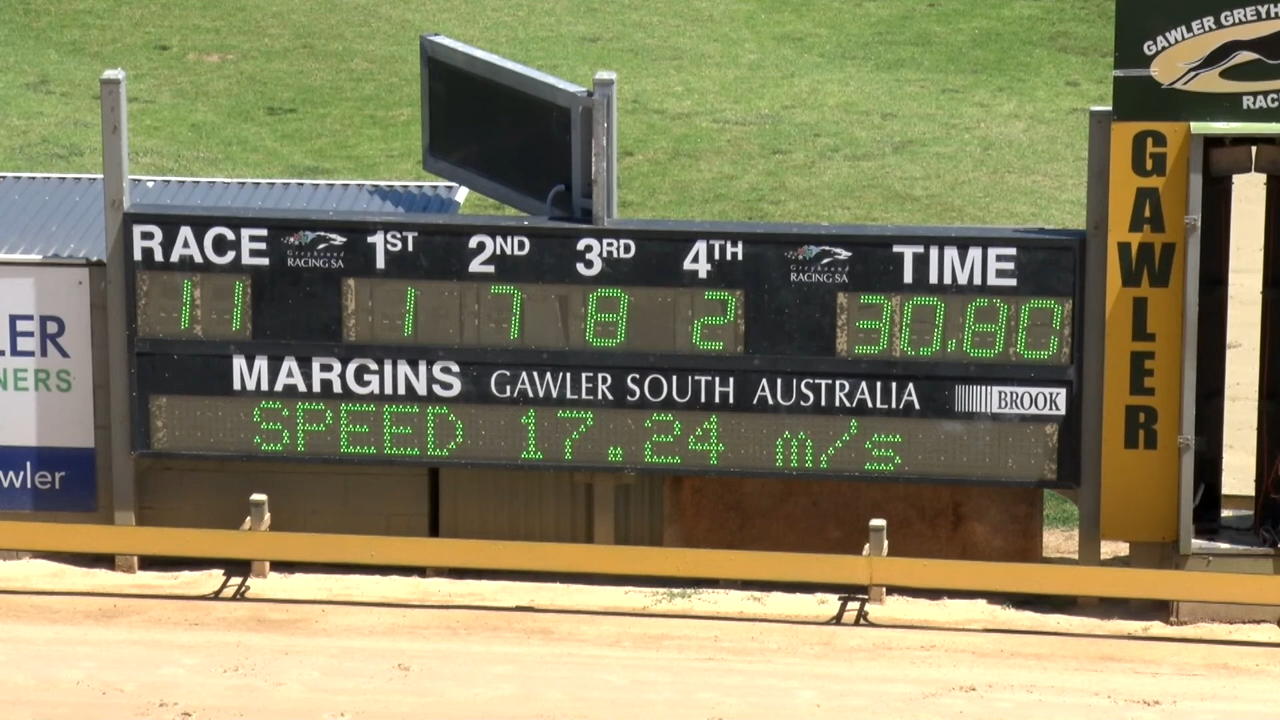 GAWLER GREYH
RAC
GAWLER
RACE 1ST 2ND 3RD 4TH TIME
Greyhound
RACING SA
Greyhound
RACING SA
11 1 7 8 2 30.80
MARGINS GAWLER SOUTH AUSTRALIA BROOK
SPEED 17.24 m/s
LER
NERS
wler